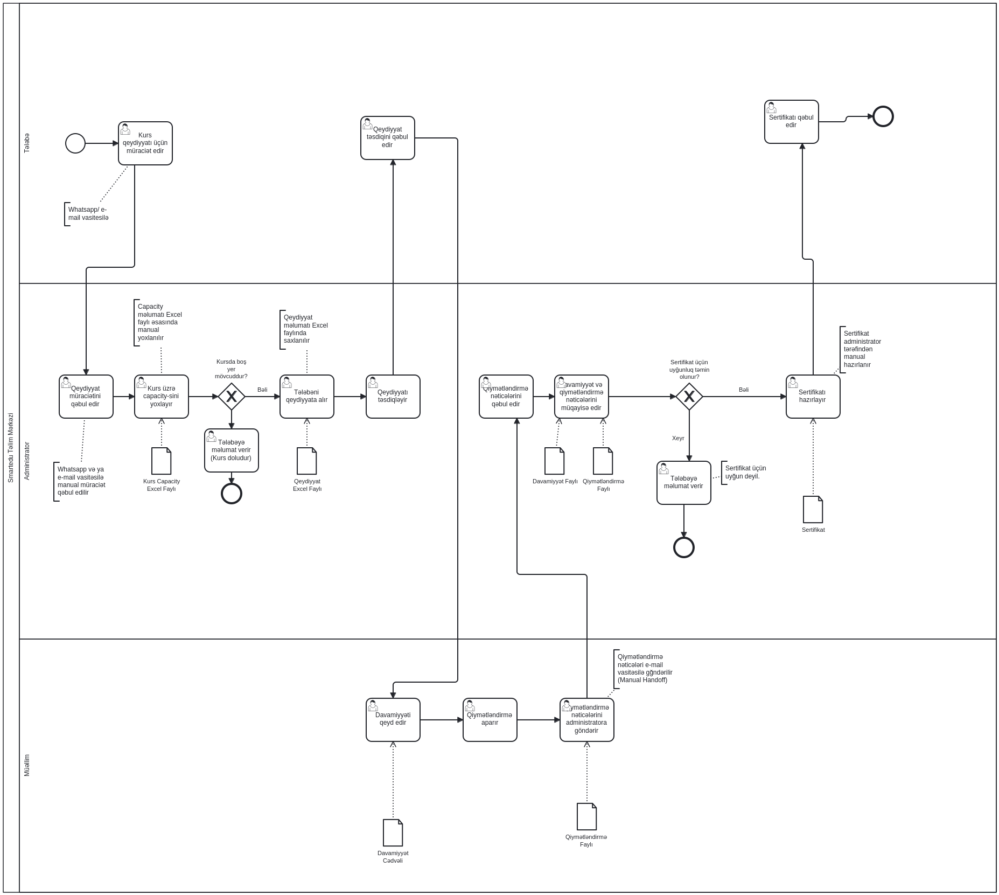 Smartedu Təlim Mərkəzi
Tələbə
Kurs
qeydiyyatı üçün
müraciət edir
Whatsapp/ e-
mail vasitesilə
Qeydiyyat
təsdiqini qəbul
edir
Sertifikatı qəbul
edir
Administrator
Qeydiyyat
müraciətini
qəbul edir
Whatsapp və ya
e-mail vasitəsilə
manual müraciət
qəbul edilir
Capacity
məlumatı Excel
faylı əsasında
manual
yoxlanılır
Kurs üzrə
capacity-sini
yoxlayır
Kurs Capacity
Excel Faylı
Kursda boş
yer
mövcuddur?
Bəli
Tələbəyə
məlumat verir
(Kurs doludur)
Qeydiyyat
məlumatı Excel
faylında
saxlanılır
Tələbəni
qeydiyyata alır
Qeydiyyat
Excel Faylı
Qeydiyyatı
təsdiqləyir
Qiymətləndirmə
nəticələrini
qəbul edir
avamiyyət və
qiymətləndirmə
nəticələrini
müqayisə edir
Davamiyyət Faylı
Qiymətləndirmə
Faylı
Sertifikat üçün
uyğunluq təmin
olunur?
Bəli
Xeyr
Tələbəyə
məlumat verir
Sertifikat üçün
uyğun deyil.
Sertifikat
administrator
tərəfindən
manual
hazırlanır
Sertifikatı
hazırlayır
Sertifikat
Müəllim
Davamiyyəti
qeyd edir
Davamiyyət
Cədvəli
Qiymətləndirmə
aparır
ymətləndirmə
nəticələrini
administratora
göndərir
Qiymətləndirmə
nəticələri e-mail
vasitəsilə gğndərilir
(Manual Handoff)
Qiymətləndirmə
Faylı